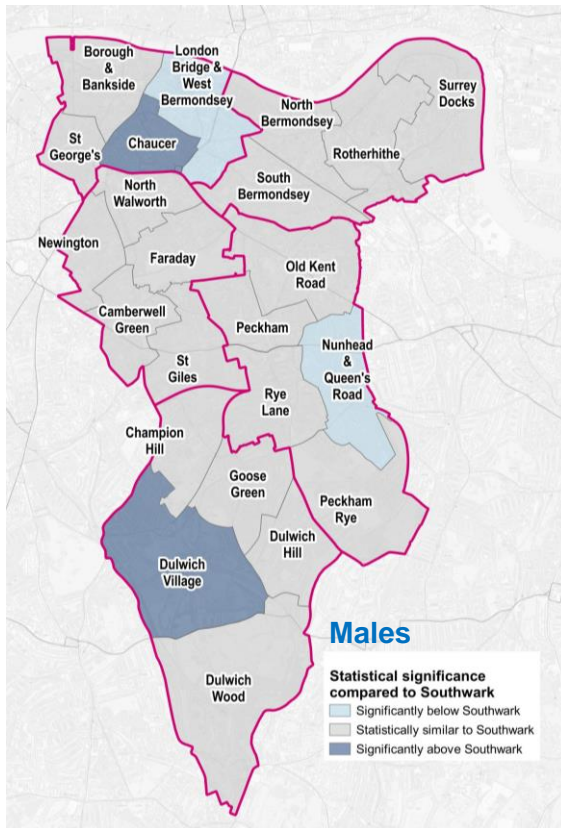 Borough
&
Bankside
London
Bridge &
West
Bermondsey
Surrey
Docks
North
Bermondsey
St
George's
Chaucer
Rotherhithe
South
Bermondsey
North
Walworth
Newington
Faraday
Old Kent
Road
Camberwell
Green
Peckham
Nunhead
&
Queen's
Road
St
Giles
Rye
Lane
Champion
Hill
Goose
Green
Peckham
Rye
Dulwich
Hill
Dulwich
Village
Dulwich
Wood
Males
Statistical significance
compared to Southwark
Significantly below Southwark
Statistically similar to Southwark
Significantly above Southwark